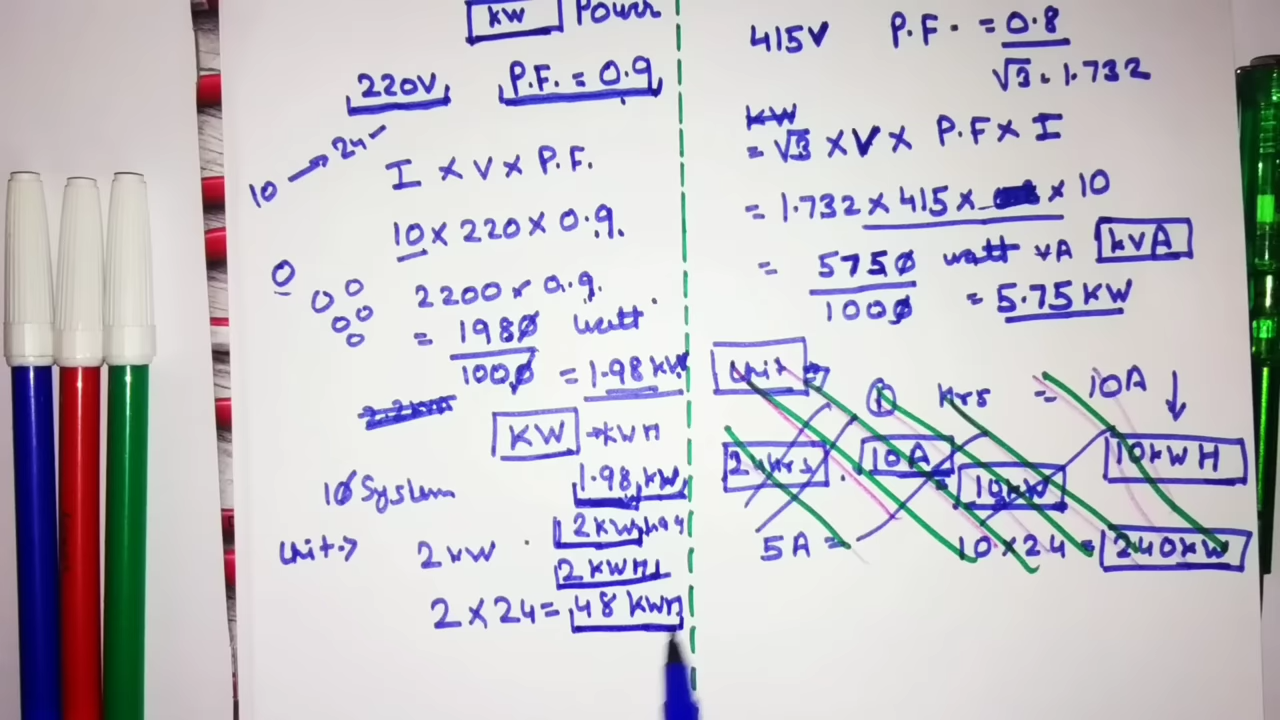 kW Power
220V P.F. = 0.9
10 → 24
I × V × P.F.
10 × 220 × 0.9.
2200 × 0.9.
= 1980 watt
1000 = 1.98 kW
KW → KWH
1.98 kW
10 System
2 kW
Unit → 2 kW
2 KWH
2 × 24 = 48 kWH
415V P.F. = 0.8
√3 = 1.732
kW
= √3 × V × P.F × I
= 1.732 × 415 × × 10
= 5750 watt VA kVA
1000 = 5.75 KW
Unit
Hrs = 10A ↓
10A 10kW 10kWH
5A = 10 × 24 = 240kW